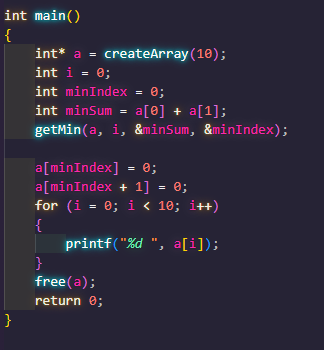 int main()
{
    int* a = createArray(10);
    int i = 0;
    int minIndex = 0;
    int minSum = a[0] + a[1];
    getMin(a, i, &minSum, &minIndex);

    a[minIndex] = 0;
    a[minIndex + 1] = 0;
    for (i = 0; i < 10; i++)
    {
        printf("%d ", a[i]);
    }
    free(a);
    return 0;
}